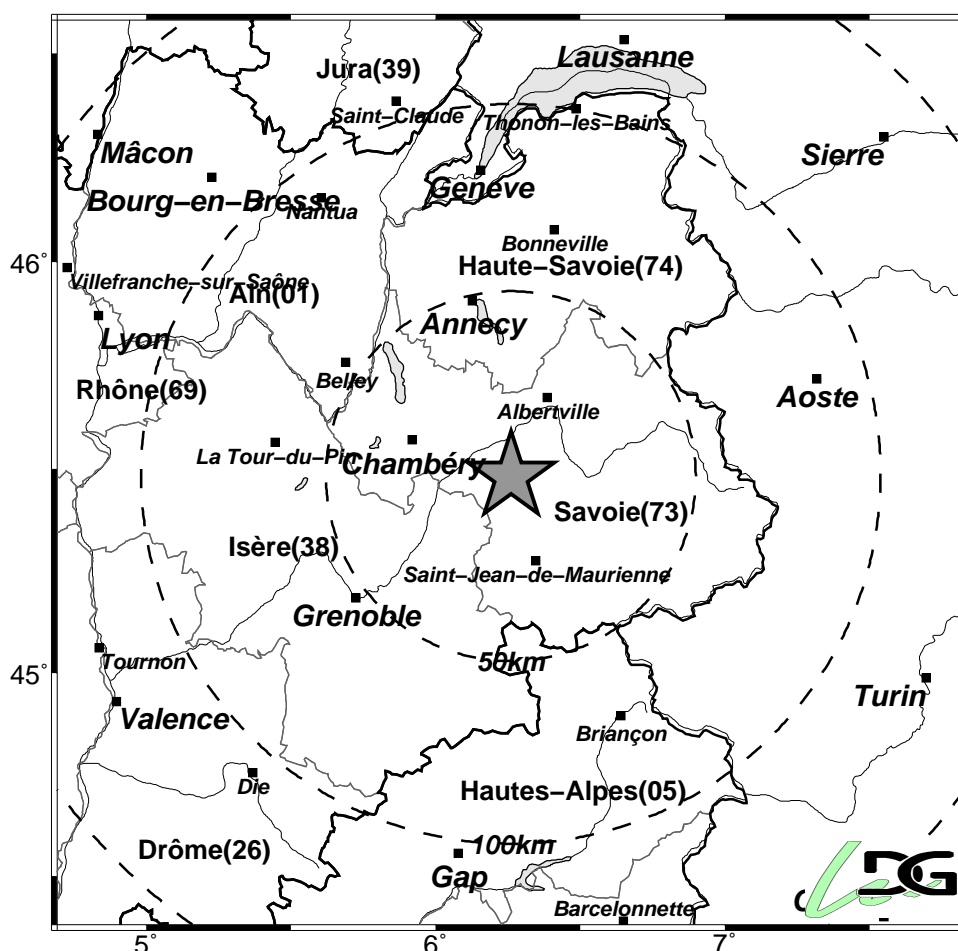 Lausanne
Jura(39)
Saint–Claude
Thonon–les–Bains
Mâcon
Sierre
Genève
Bourg–en–Bresse
Nantua
Bonneville
46˚
Haute–Savoie(74)
Villefranche–sur–Saône
Ain(01)
Annecy
Lyon
Belley
Rhône(69)
Aoste
Albertville
La Tour–du–Pin
Chambéry
Savoie(73)
Isère(38)
Saint–Jean–de–Maurienne
Grenoble
50km
Tournon
45˚
Turin
Valence
Briançon
Die
Hautes–Alpes(05)
100km
Drôme(26)
Gap
DG
Barcelonnette
5˚
6˚
7˚